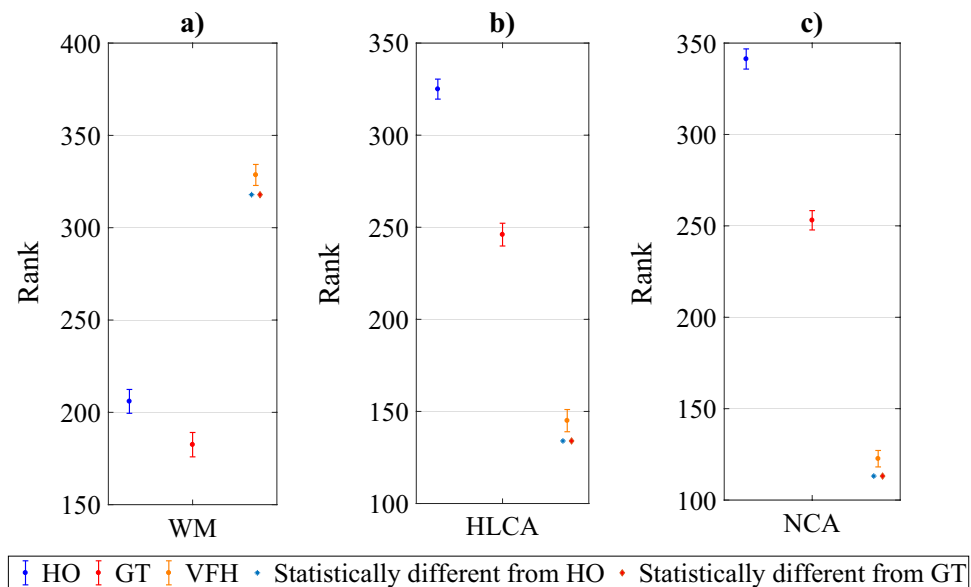 a)
Rank
400
350
300
250
200
150
WM
b)
Rank
350
300
250
200
150
100
HLCA
c)
Rank
350
300
250
200
150
100
NCA
HO GT VFH Statistically different from HO Statistically different from GT